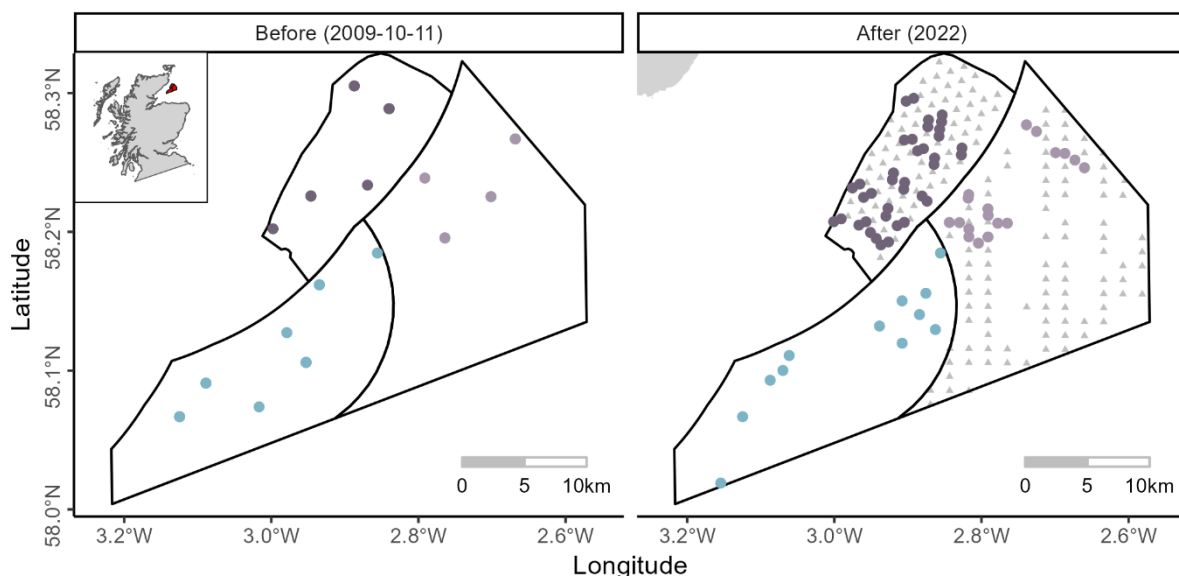 Before (2009-10-11)
After (2022)
Latitude
58.3°N
58.2°N
58.1°N
58.0°N
0 5 10km
0 5 10km
3.2°W 3.0°W 2.8°W 2.6°W
3.2°W 3.0°W 2.8°W 2.6°W
Longitude